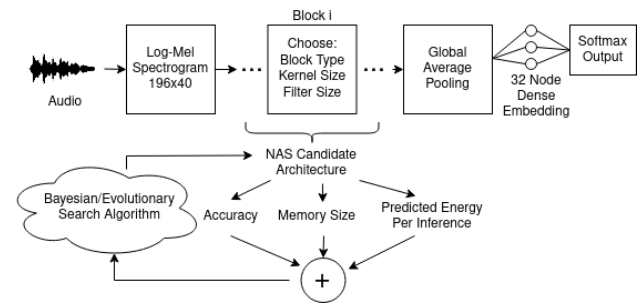 Block i
Audio
Log-Mel
Spectrogram
196x40
...
Choose:
Block Type
Kernel Size
Filter Size
...
Global
Average
Pooling
32 Node
Dense
Embedding
Softmax
Output
NAS Candidate
Architecture
Bayesian/Evolutionary
Search Algorithm
Accuracy
Memory Size
Predicted Energy
Per Inference
+